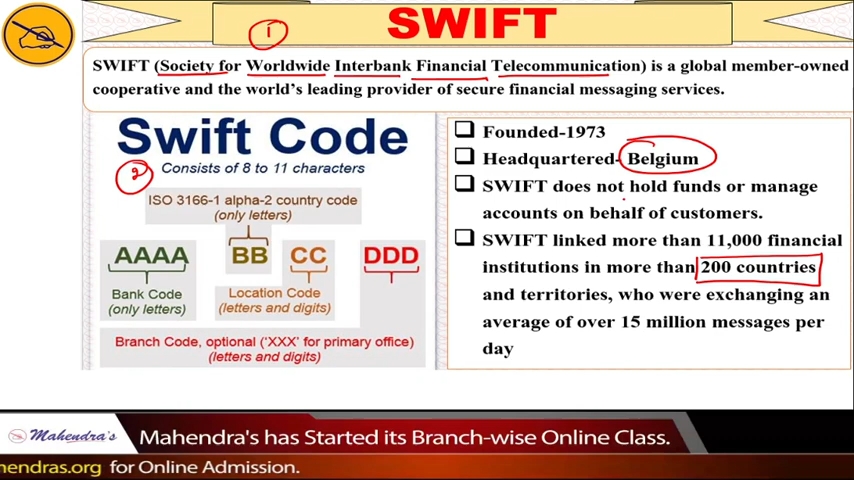 SWIFT
1
SWIFT (Society for Worldwide Interbank Financial Telecommunication) is a global member-owned
cooperative and the world's leading provider of secure financial messaging services.
Swift Code
2
Consists of 8 to 11 characters
ISO 3166-1 alpha-2 country code
(only letters)
AAAA BB CC DDD
Bank Code
(only letters)
Location Code
(letters and digits)
Branch Code, optional ('XXX' for primary office)
(letters and digits)
Founded-1973
Headquartered- Belgium
SWIFT does not hold funds or manage
accounts on behalf of customers.
SWIFT linked more than 11,000 financial
institutions in more than 200 countries
and territories, who were exchanging an
average of over 15 million messages per
day
Mahendra's
Mahendra's has Started its Branch-wise Online Class.
hendras.org for Online Admission.